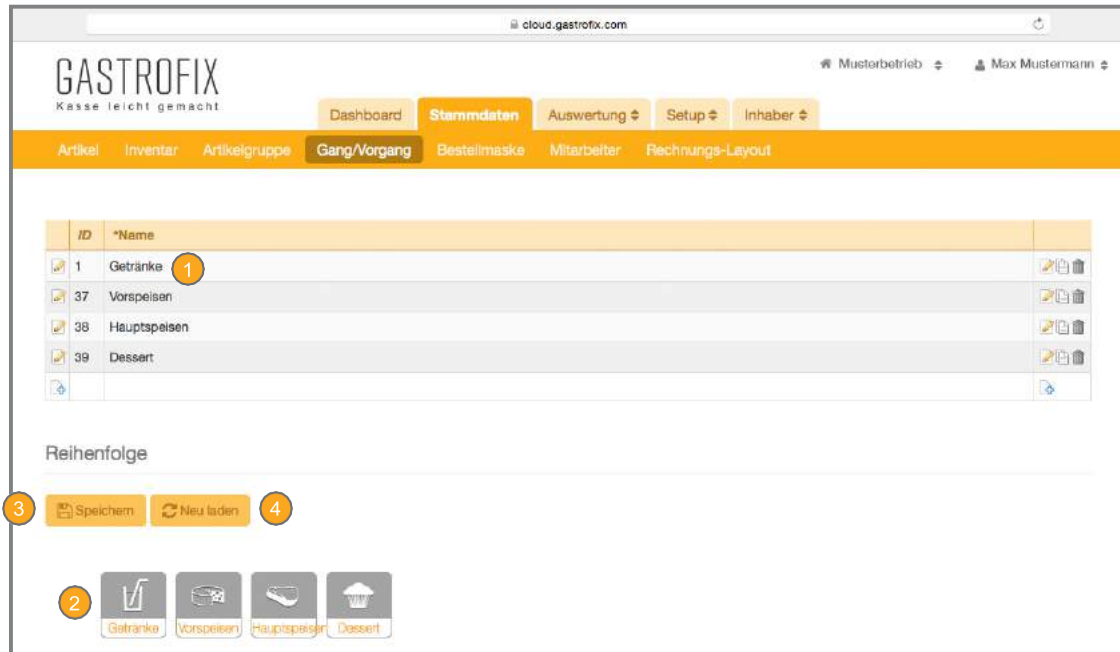 cloud.gastrofix.com
GASTROFIX
Kasse leicht gemacht
Musterbetrieb
Max Mustermann
Dashboard Stammdaten Auswertung Setup Inhaber
Artikel Inventar Artikelgruppe Gang/Vorgang Bestellmaske Mitarbeiter Rechnungs-Layout
ID *Name
1 Getränke 1
37 Vorspeisen
38 Hauptspeisen
39 Dessert
Reihenfolge
3 Speichern Neu laden 4
2
Getränke Vorspeisen Hauptspeisen Dessert